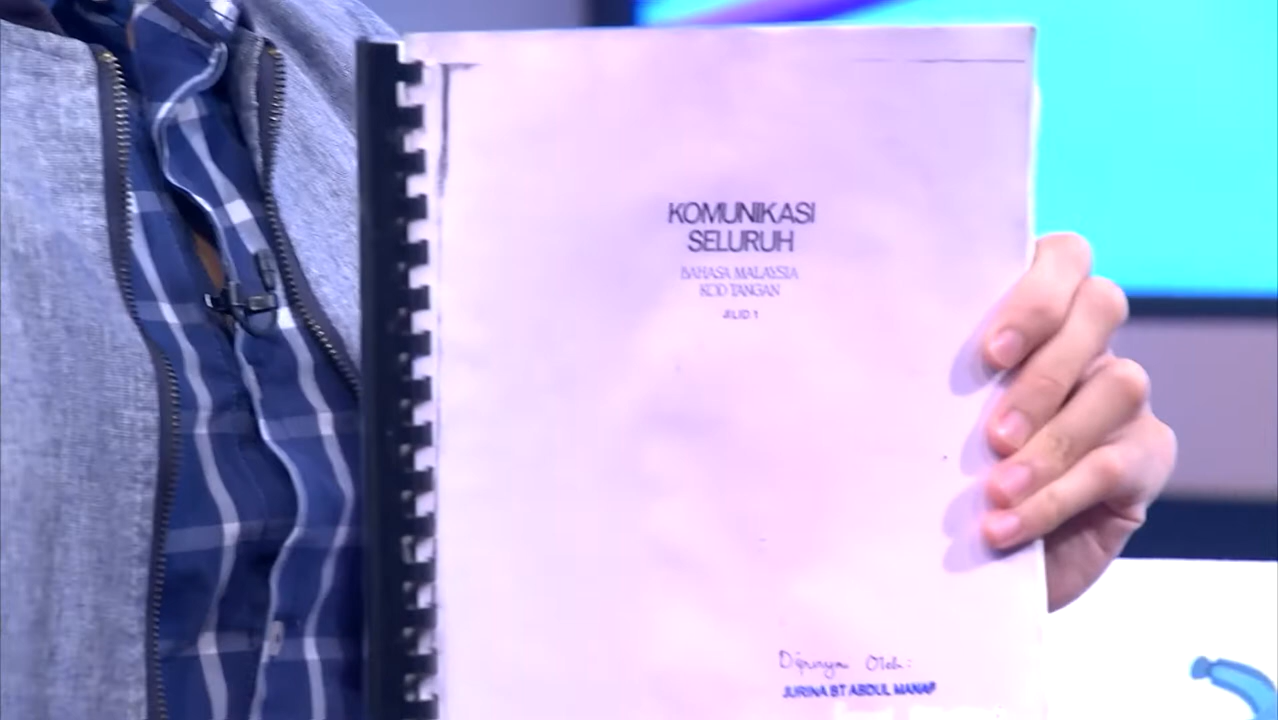 KOMUNIKASI
SELURUH
BAHASA MALAYSIA
KOD TANGAN
JILID 1
Dipunyai Oleh:
JURINA BT ABDUL MANAF